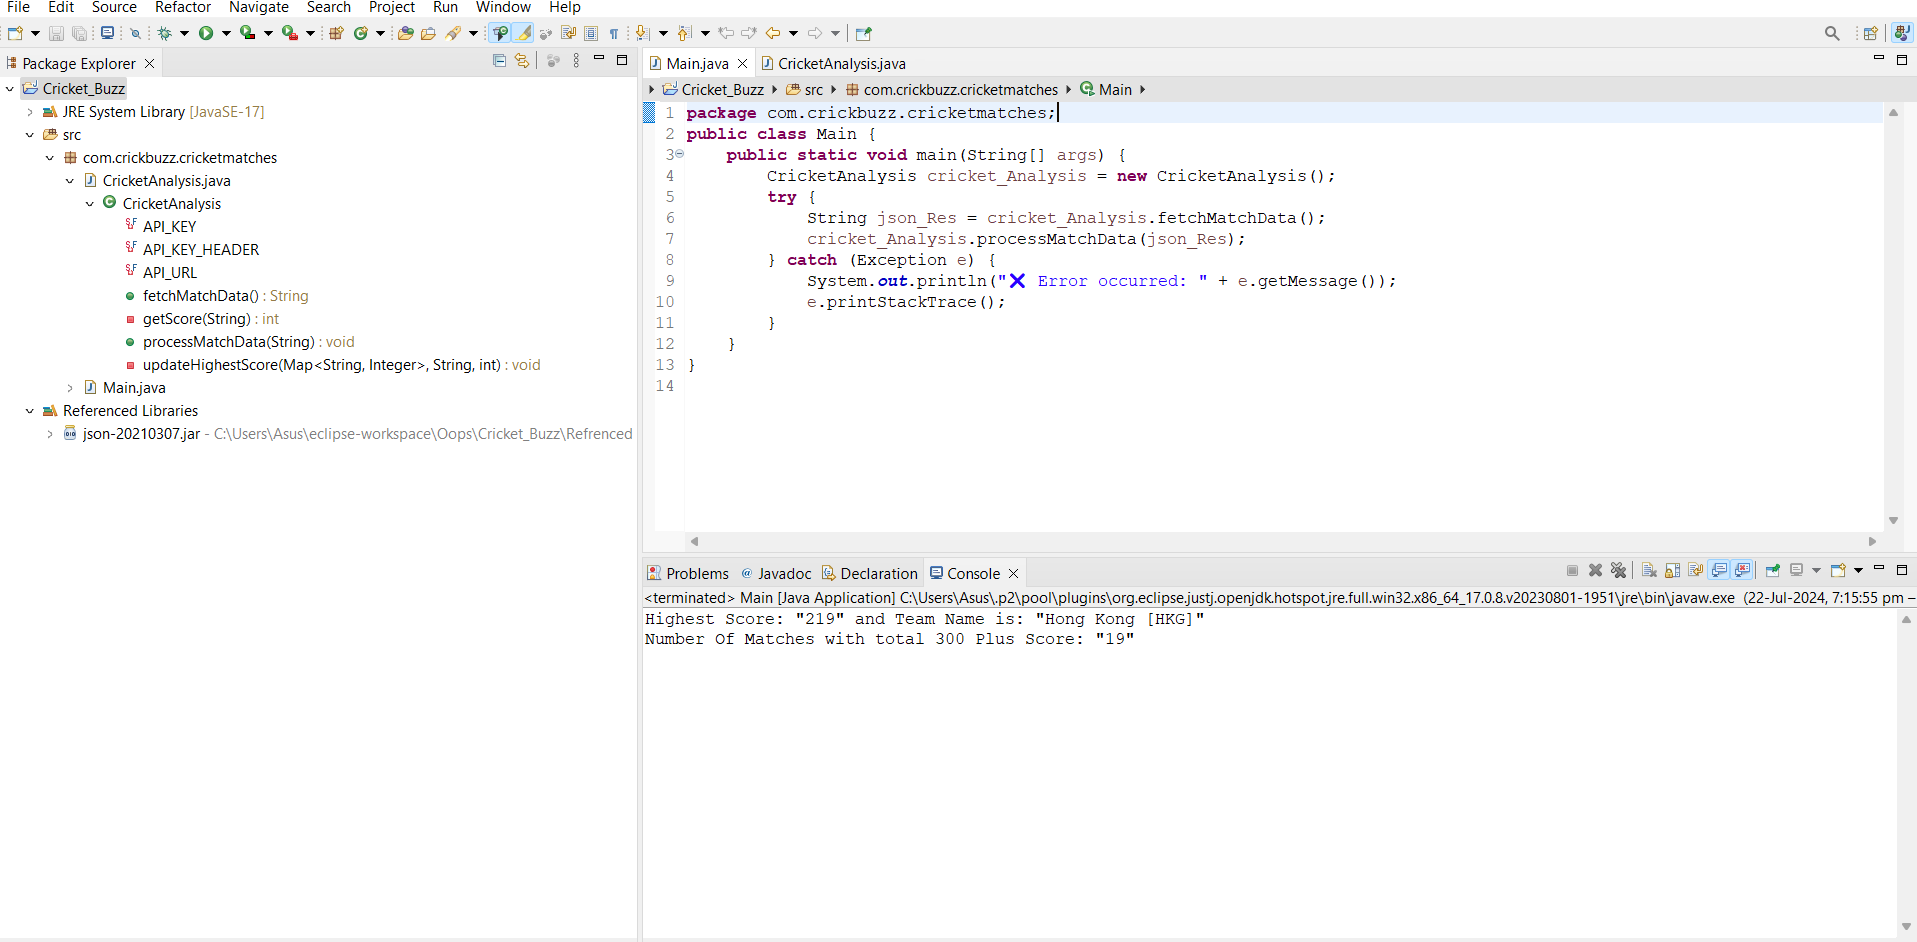 File Edit Source Refactor Navigate Search Project Run Window Help
Package Explorer
Cricket_Buzz
JRE System Library [JavaSE-17]
src
com.crickbuzz.cricketmatches
CricketAnalysis.java
CricketAnalysis
API_KEY
API_KEY_HEADER
API_URL
fetchMatchData() : String
getScore(String) : int
processMatchData(String) : void
updateHighestScore(Map<String, Integer>, String, int) : void
Main.java
Referenced Libraries
json-20210307.jar - C:\Users\Asus\eclipse-workspace\Oops\Cricket_Buzz\Refrenced
Main.java CricketAnalysis.java
Cricket_Buzz src com.crickbuzz.cricketmatches Main
1 package com.crickbuzz.cricketmatches;
2 public class Main {
3 public static void main(String[] args) {
4 CricketAnalysis cricket_Analysis = new CricketAnalysis();
5 try {
6 String json_Res = cricket_Analysis.fetchMatchData();
7 cricket_Analysis.processMatchData(json_Res);
8 } catch (Exception e) {
9 System.out.println("❌ Error occurred: " + e.getMessage());
10 e.printStackTrace();
11 }
12 }
13 }
14
Problems Javadoc Declaration Console
<terminated> Main [Java Application] C:\Users\Asus\.p2\pool\plugins\org.eclipse.justj.openjdk.hotspot.jre.full.win32.x86_64_17.0.8.v20230801-1951\jre\bin\javaw.exe (22-Jul-2024, 7:15:55 pm –
Highest Score: "219" and Team Name is: "Hong Kong [HKG]"
Number Of Matches with total 300 Plus Score: "19"